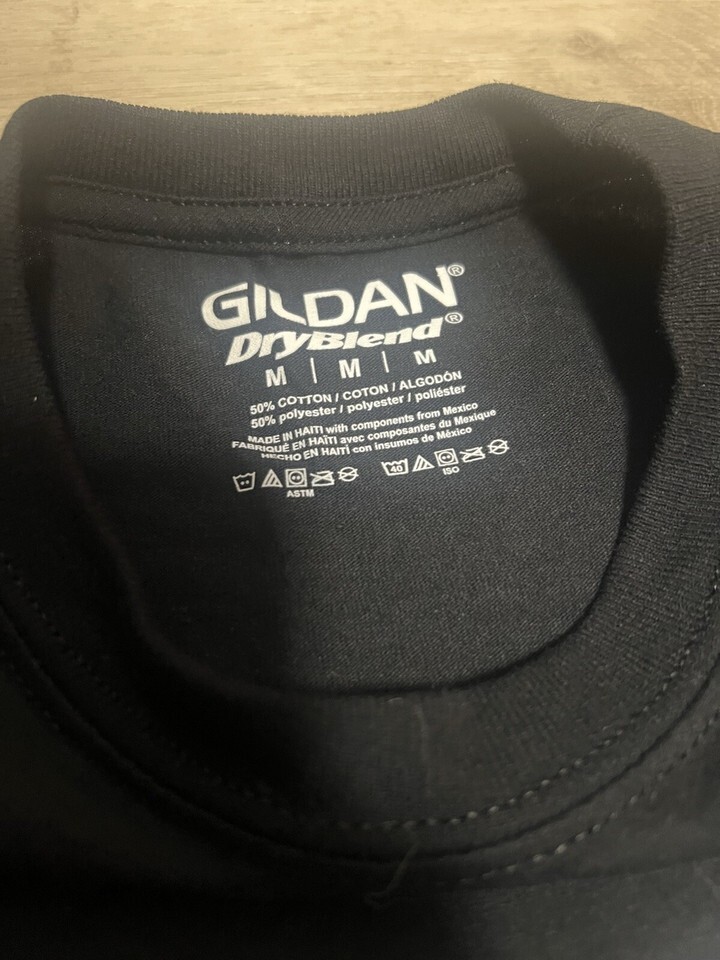 GILDAN®
DryBlend®
M | M | M
50% COTTON / COTON / ALGODÓN
50% polyester / polyester / poliéster
MADE IN HAITI with components from Mexico
FABRIQUÉ EN HAÏTI avec composantes du Mexique
HECHO EN HAITÍ con insumos de México
40
ASTM ISO